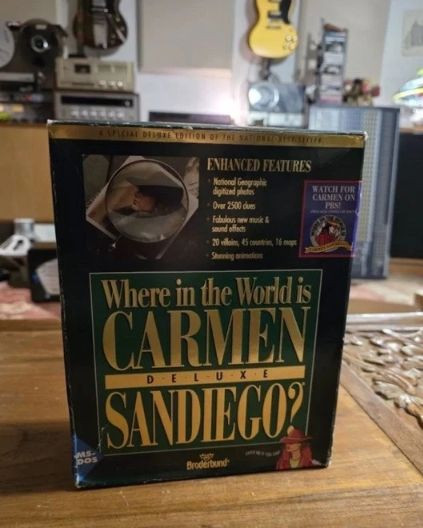 A SPECIAL DELUXE EDITION OF THE NATIONAL BEST SELLER
ENHANCED FEATURES
• National Geographic
digitized photos
• Over 2500 clues
• Fabulous new music &
sound effects
• 20 villains, 45 countries, 16 maps
• Stunning animations
WATCH FOR
CARMEN ON
PBS!
Where in the World is
CARMEN
D·E·L·U·X·E
SANDIEGO?
MS-
DOS
Brøderbund